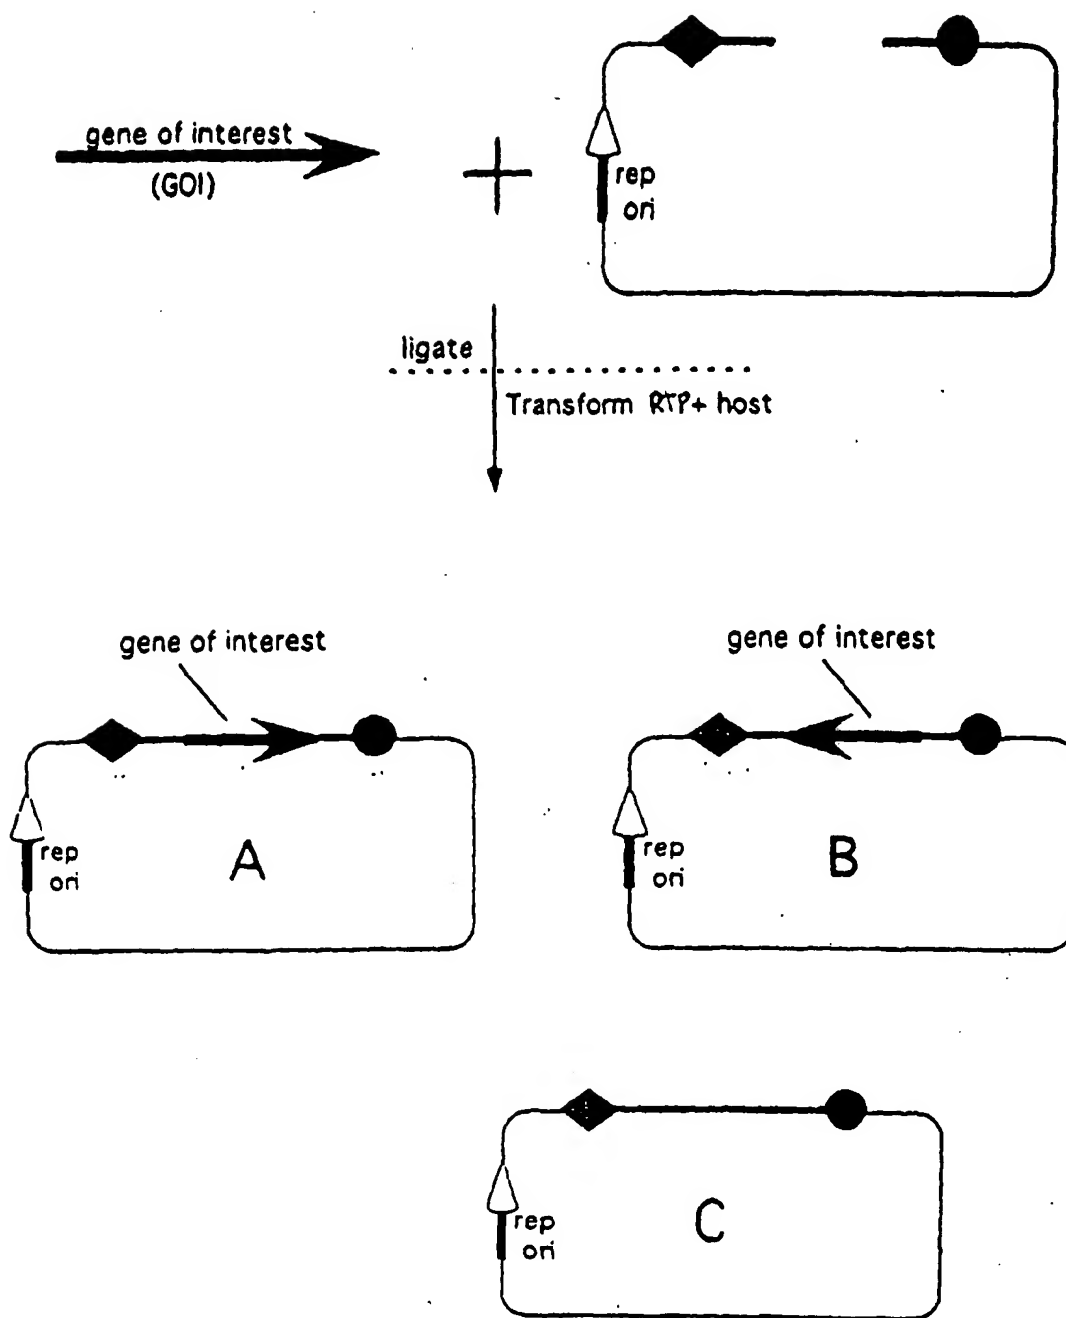 gene of interest
(GOI)
rep
ori
ligate
Transform RTP+ host
gene of interest
gene of interest
rep
ori
A
rep
ori
B
rep
ori
C